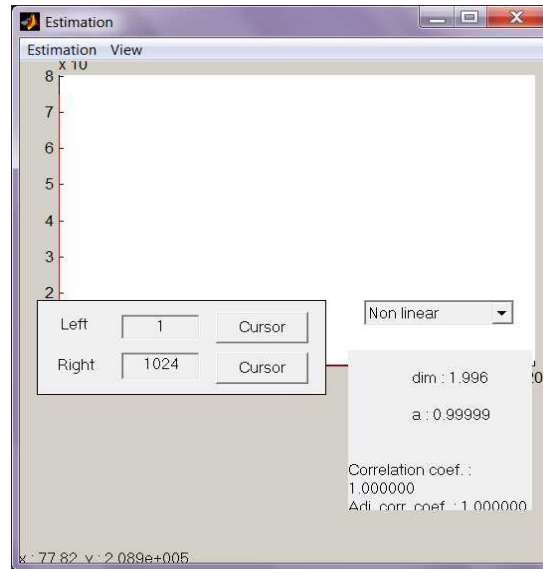 Estimation
Estimation View
x 10
8
7
6
5
4
3
2
Left 1 Cursor
Right 1024 Cursor
Non linear
20
dim : 1.996
a : 0.99999
Correlation coef. :
1.000000
Adj. corr. coef. : 1.000000
x : 77.82 y : 2.089e+005